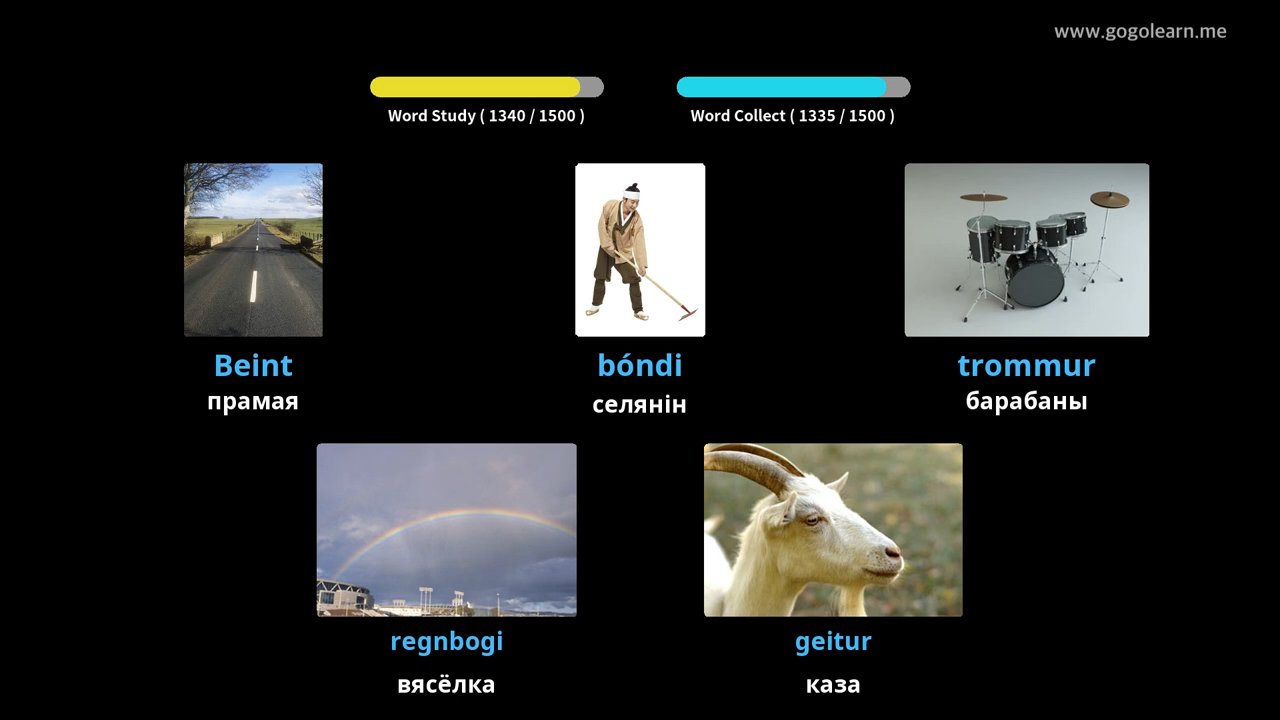 www.gogolearn.me
Word Study ( 1340 / 1500 )
Word Collect ( 1335 / 1500 )
Beint
прамая
bóndi
селянін
trommur
барабаны
regnbogi
вясёлка
geitur
каза